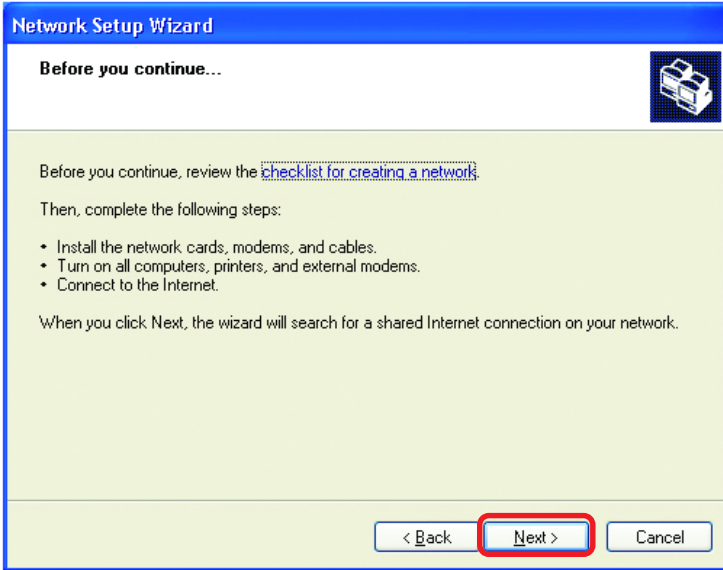 Network Setup Wizard
Before you continue...
Before you continue, review the checklist for creating a network.
Then, complete the following steps:
• Install the network cards, modems, and cables.
• Turn on all computers, printers, and external modems.
• Connect to the Internet.
When you click Next, the wizard will search for a shared Internet connection on your network.
< Back Next > Cancel